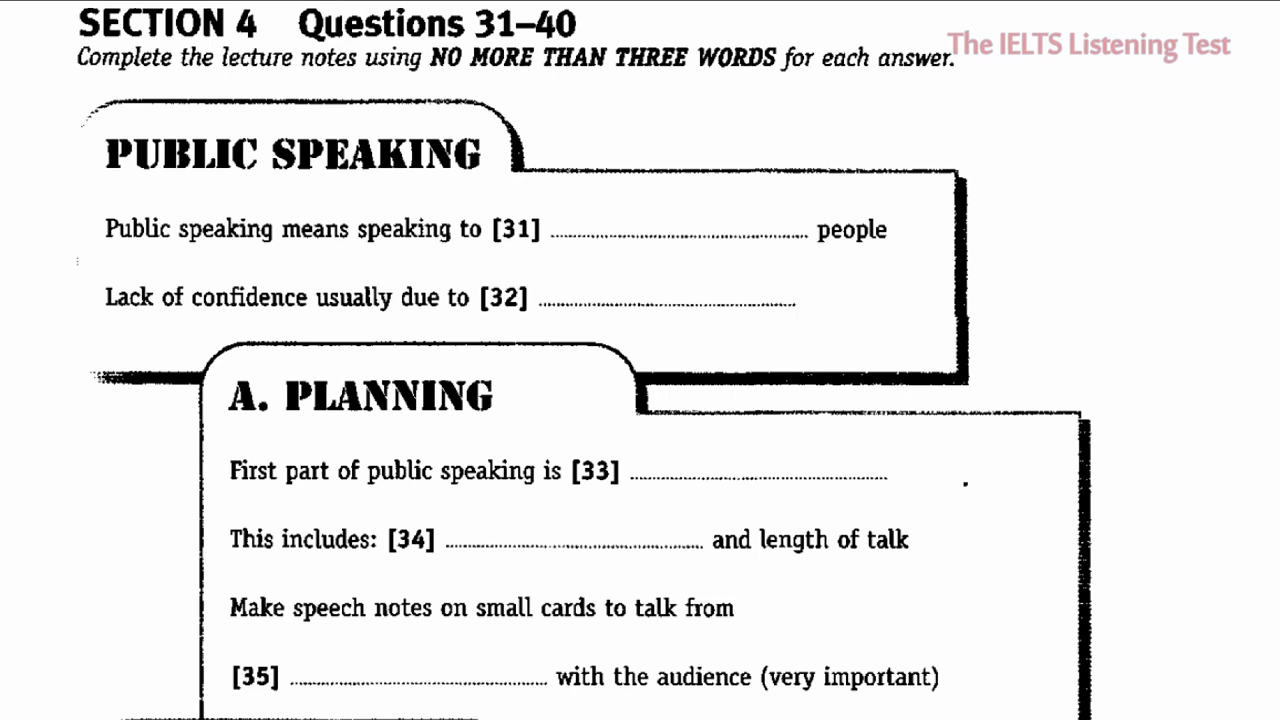 SECTION 4 Questions 31–40
Complete the lecture notes using NO MORE THAN THREE WORDS for each answer.
The IELTS Listening Test
PUBLIC SPEAKING
Public speaking means speaking to [31] ............................................ people
Lack of confidence usually due to [32] ............................................
A. PLANNING
First part of public speaking is [33] ............................................
This includes: [34] ............................................ and length of talk
Make speech notes on small cards to talk from
[35] ............................................ with the audience (very important)